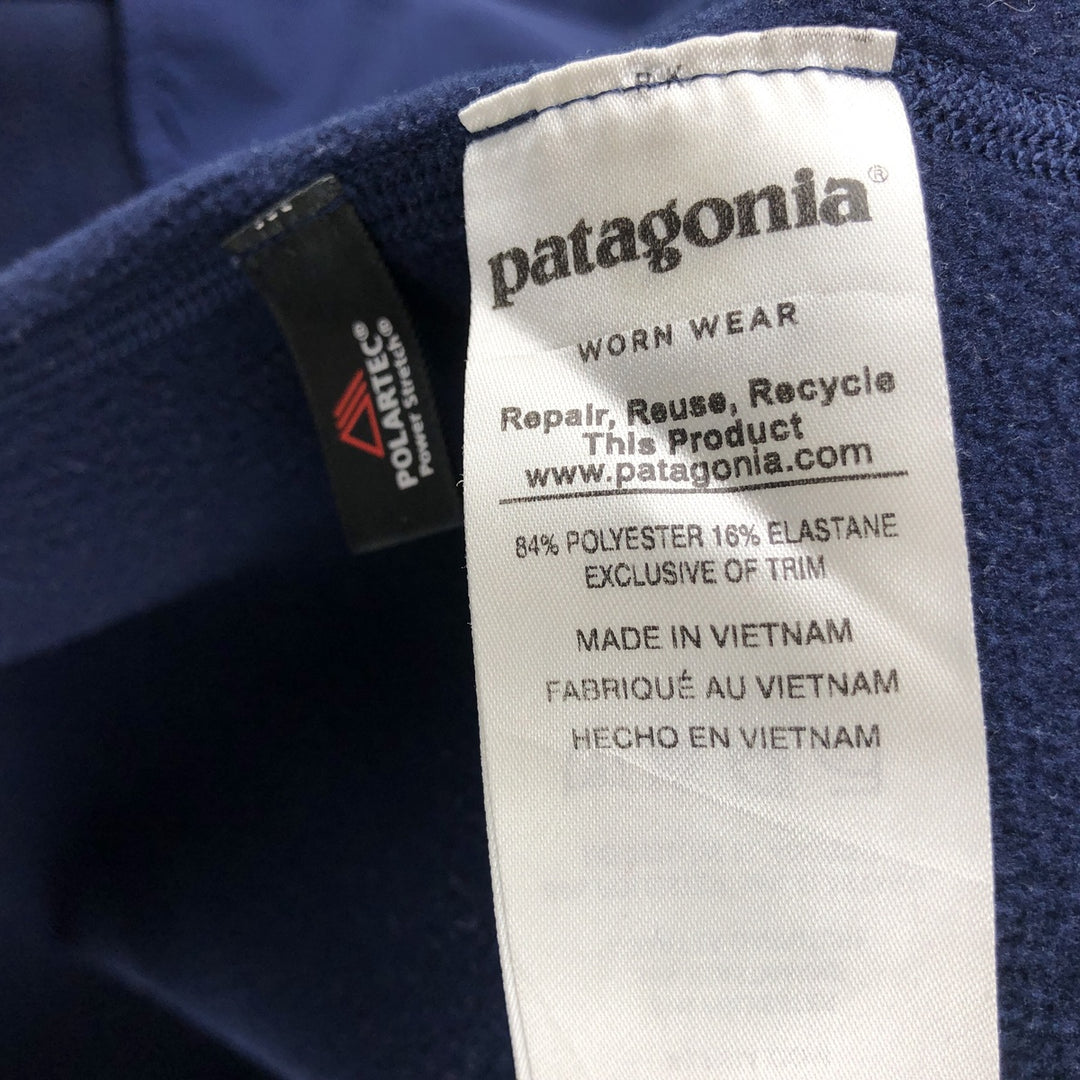 POLARTEC®
Power Stretch®
patagonia®
WORN WEAR
Repair, Reuse, Recycle
This Product
www.patagonia.com
84% POLYESTER 16% ELASTANE
EXCLUSIVE OF TRIM
MADE IN VIETNAM
FABRIQUÉ AU VIETNAM
HECHO EN VIETNAM